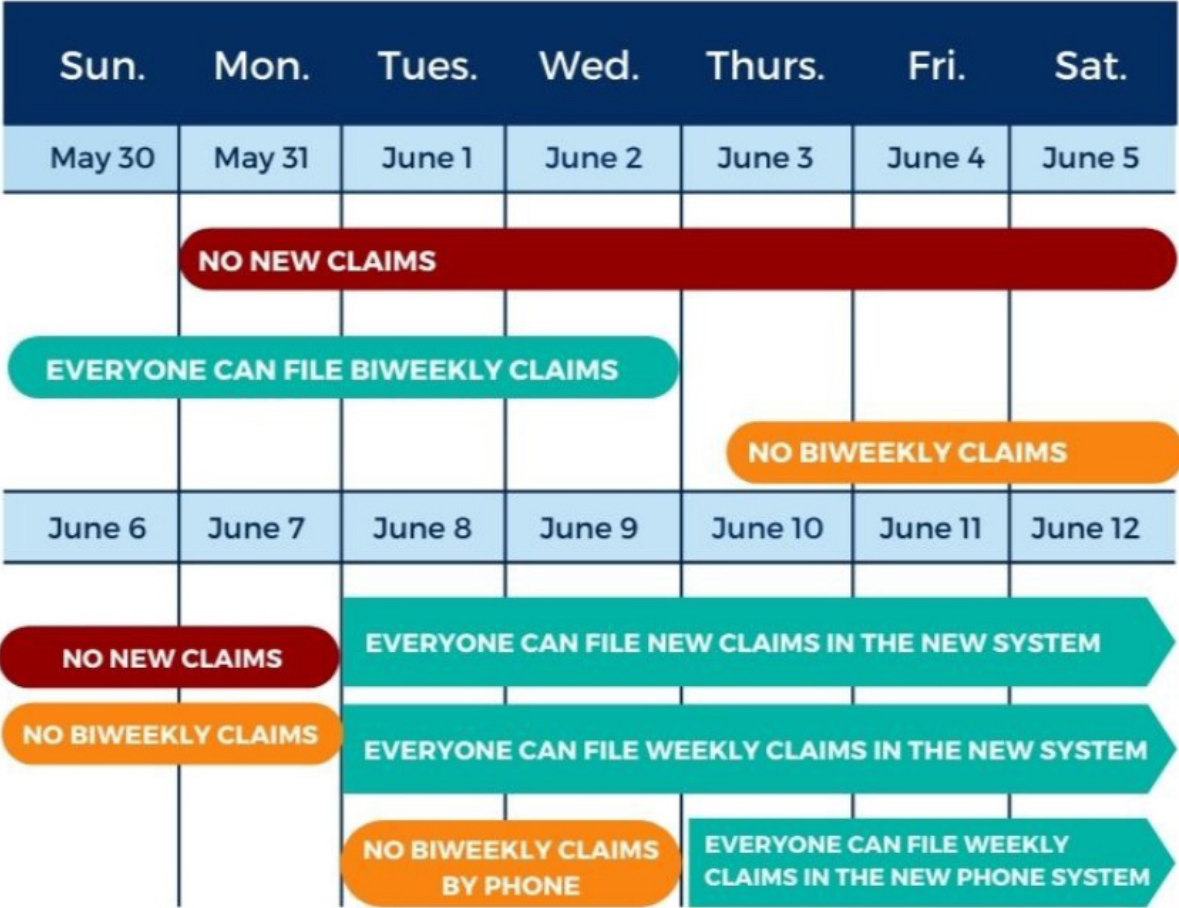 Sun. Mon. Tues. Wed. Thurs. Fri. Sat.
May 30 May 31 June 1 June 2 June 3 June 4 June 5
NO NEW CLAIMS
EVERYONE CAN FILE BIWEEKLY CLAIMS
NO BIWEEKLY CLAIMS
June 6 June 7 June 8 June 9 June 10 June 11 June 12
EVERYONE CAN FILE NEW CLAIMS IN THE NEW SYSTEM
NO NEW CLAIMS
NO BIWEEKLY CLAIMS
EVERYONE CAN FILE WEEKLY CLAIMS IN THE NEW SYSTEM
NO BIWEEKLY CLAIMS
BY PHONE
EVERYONE CAN FILE WEEKLY
CLAIMS IN THE NEW PHONE SYSTEM